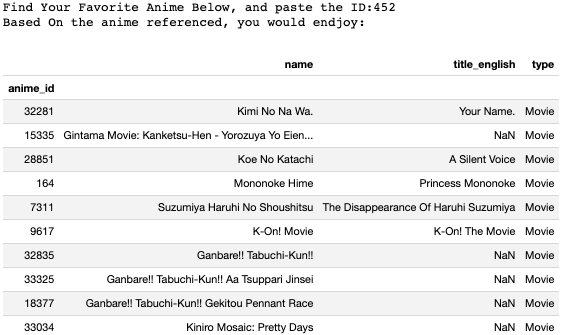 Find Your Favorite Anime Below, and paste the ID:452
Based On the anime referenced, you would endjoy:
name title_english type
anime_id
32281 Kimi No Na Wa. Your Name. Movie
15335 Gintama Movie: Kanketsu-Hen - Yorozuya Yo Eien... NaN Movie
28851 Koe No Katachi A Silent Voice Movie
164 Mononoke Hime Princess Mononoke Movie
7311 Suzumiya Haruhi No Shoushitsu The Disappearance Of Haruhi Suzumiya Movie
9617 K-On! Movie K-On! The Movie Movie
32835 Ganbare!! Tabuchi-Kun!! NaN Movie
33325 Ganbare!! Tabuchi-Kun!! Aa Tsuppari Jinsei NaN Movie
18377 Ganbare!! Tabuchi-Kun!! Gekitou Pennant Race NaN Movie
33034 Kiniro Mosaic: Pretty Days NaN Movie